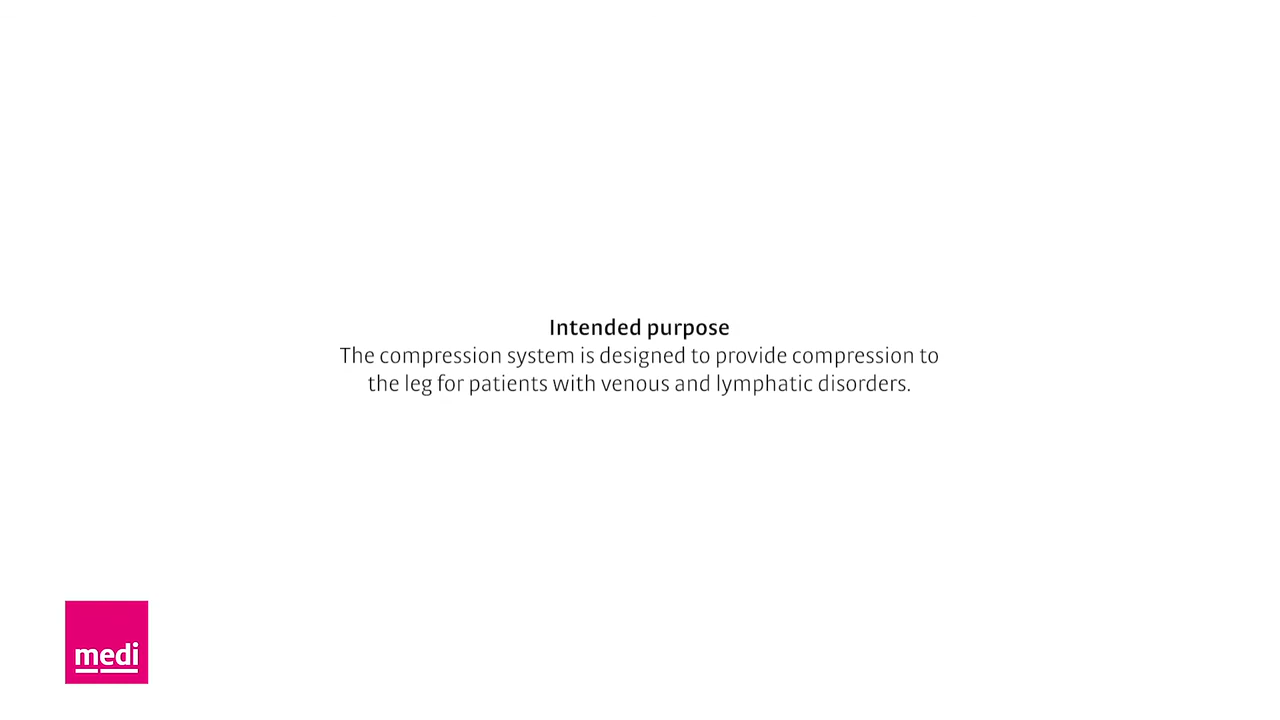 Intended purpose
The compression system is designed to provide compression to
the leg for patients with venous and lymphatic disorders.
medi